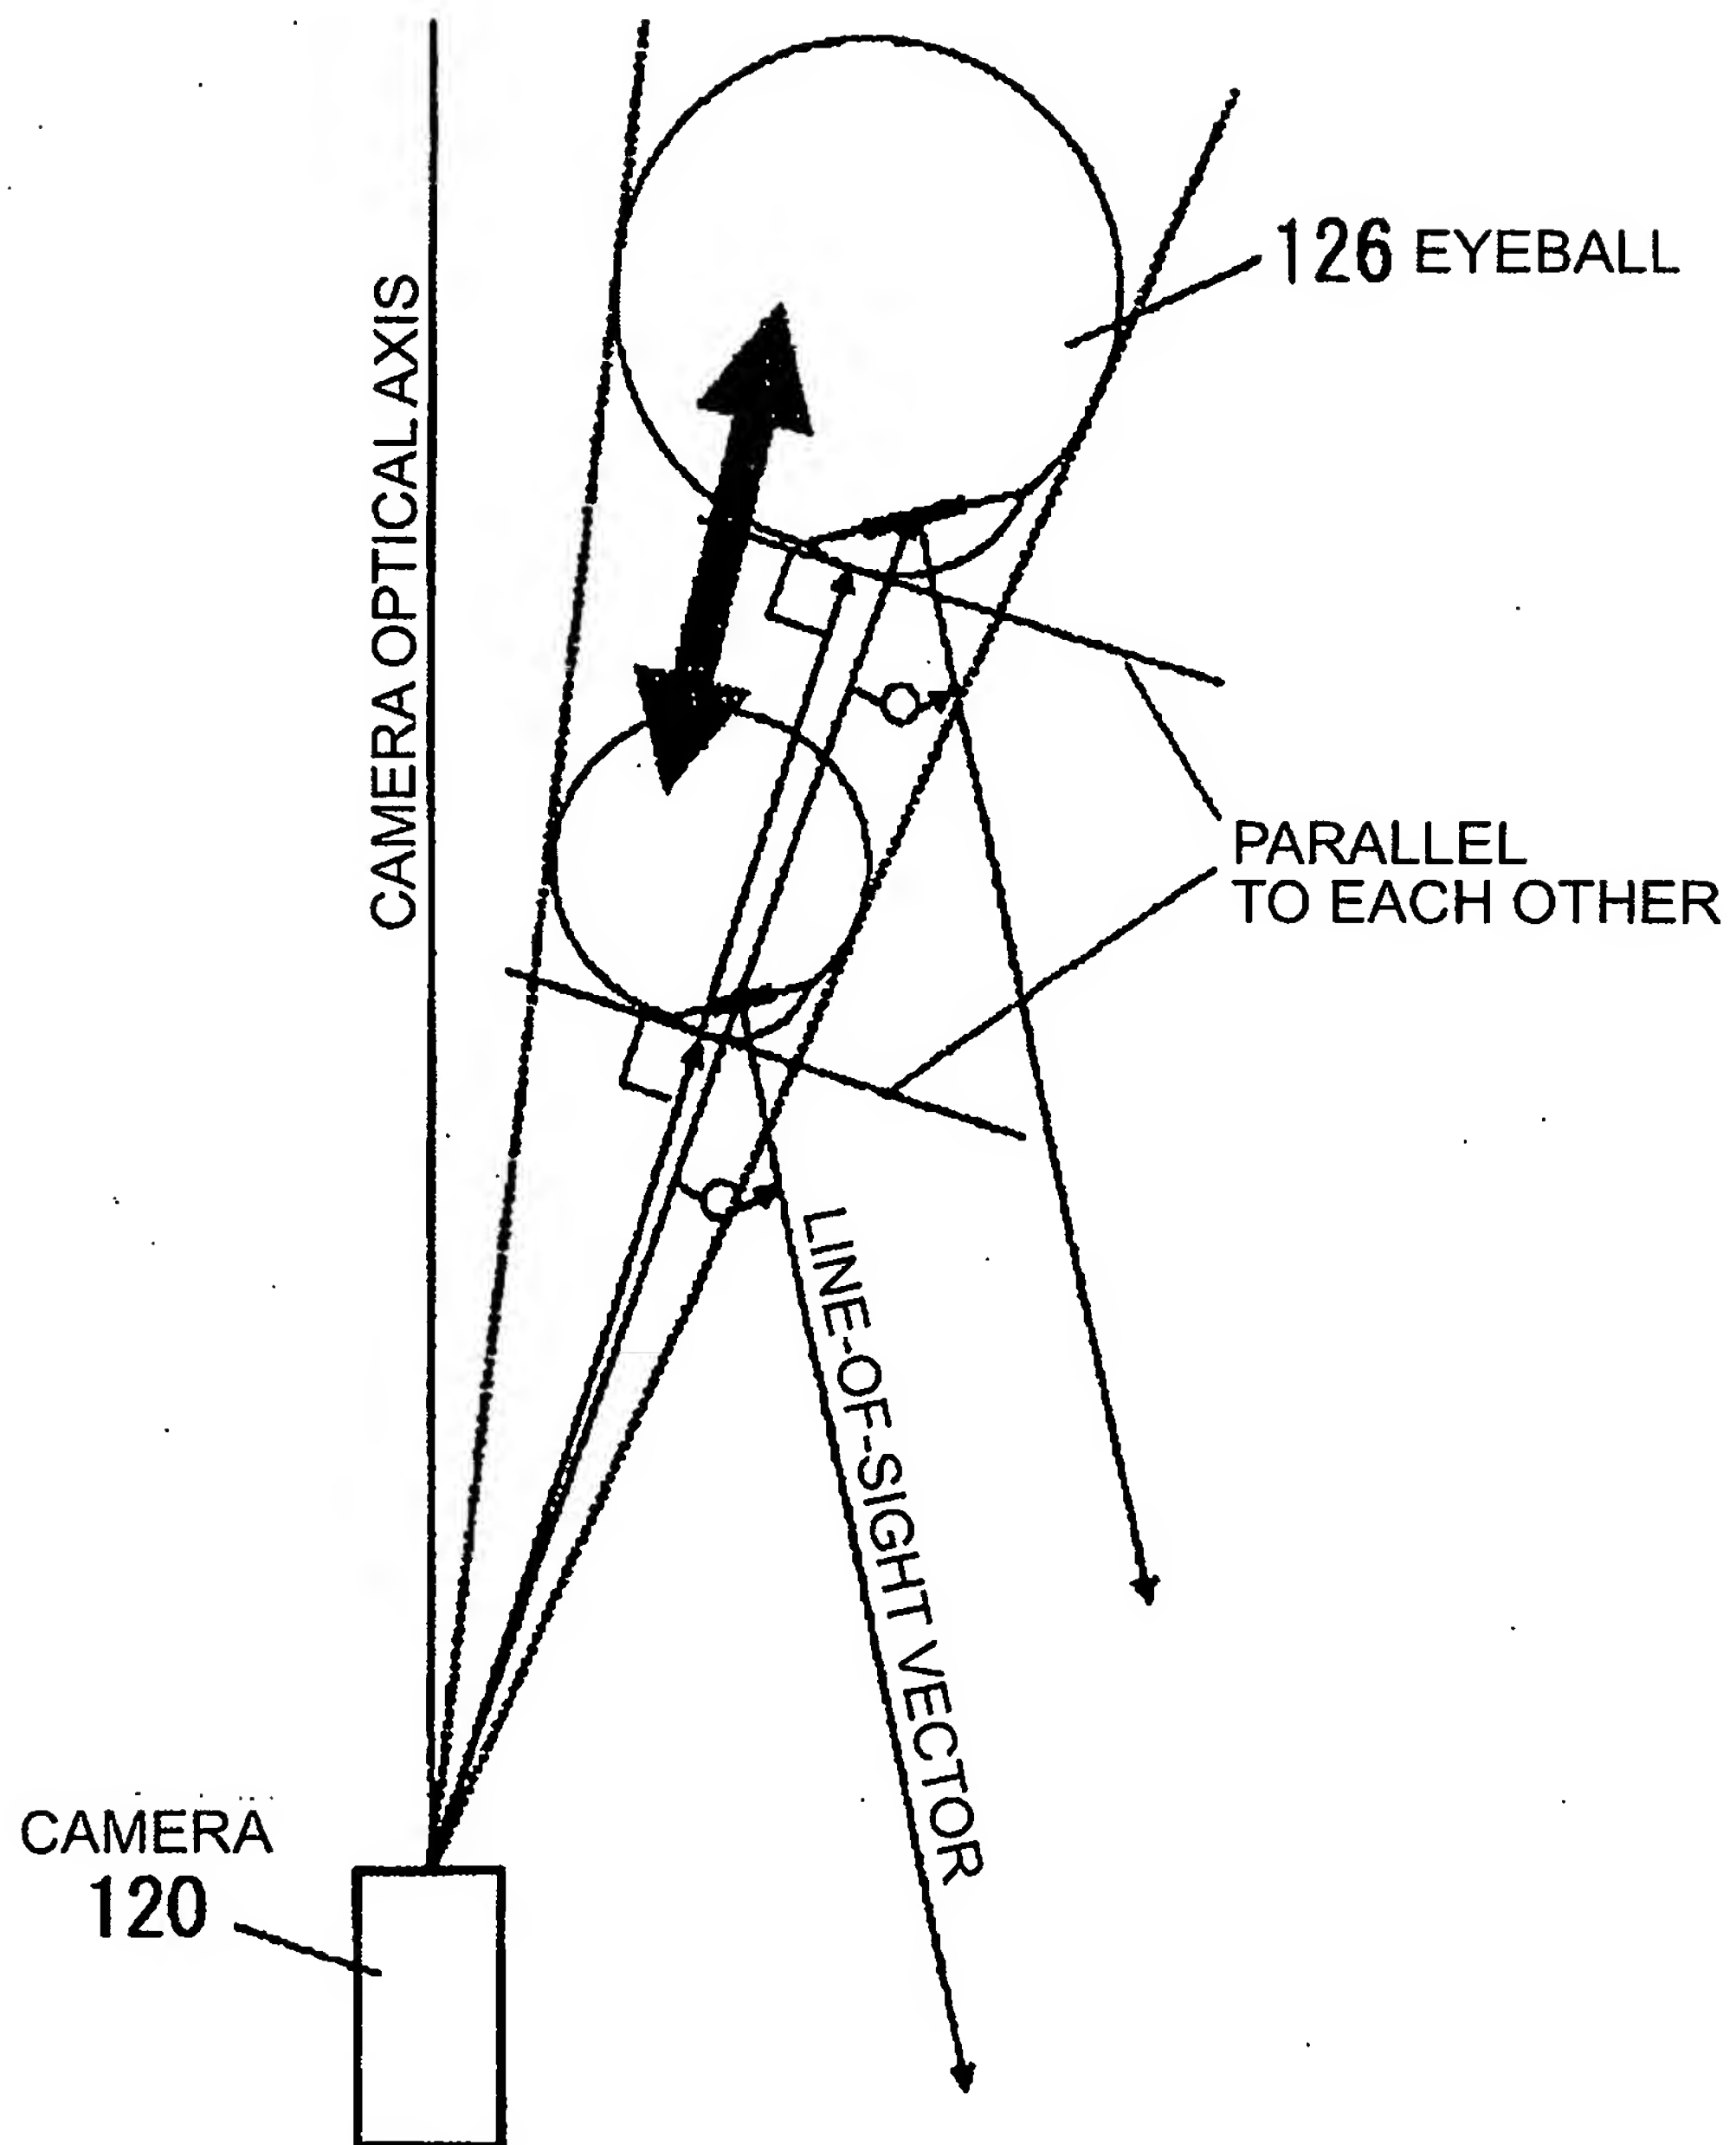 126 EYEBALL
CAMERA OPTICAL AXIS
PARALLEL
TO EACH OTHER
LINE-OF-SIGHT VECTOR
CAMERA
120